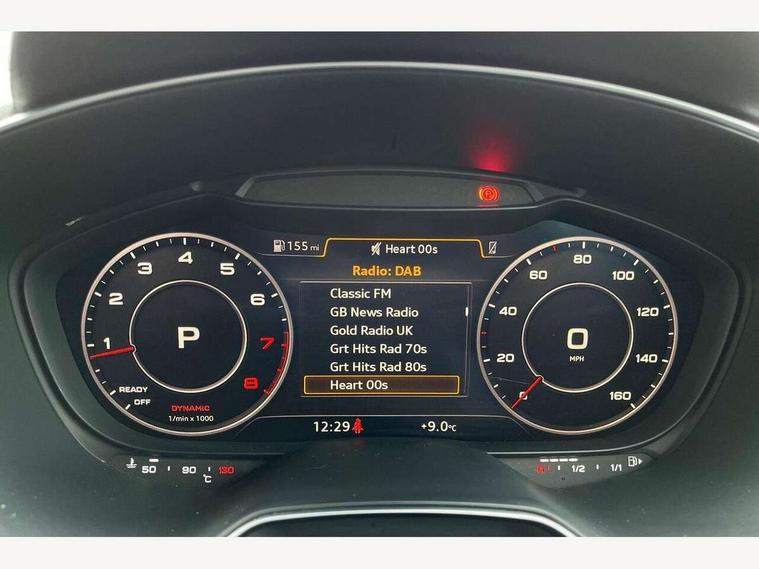 P
155 mi
Heart 00s
Radio: DAB
Classic FM
GB News Radio
Gold Radio UK
Grt Hits Rad 70s
Grt Hits Rad 80s
Heart 00s
12:29
+9.0°C
1
2
3
4
5
6
7
8
P
READY
OFF
DYNAMIC
1/min x 1000
0
20
40
60
80
100
120
140
160
0
MPH
50
90
130
°C
1/2
1/1